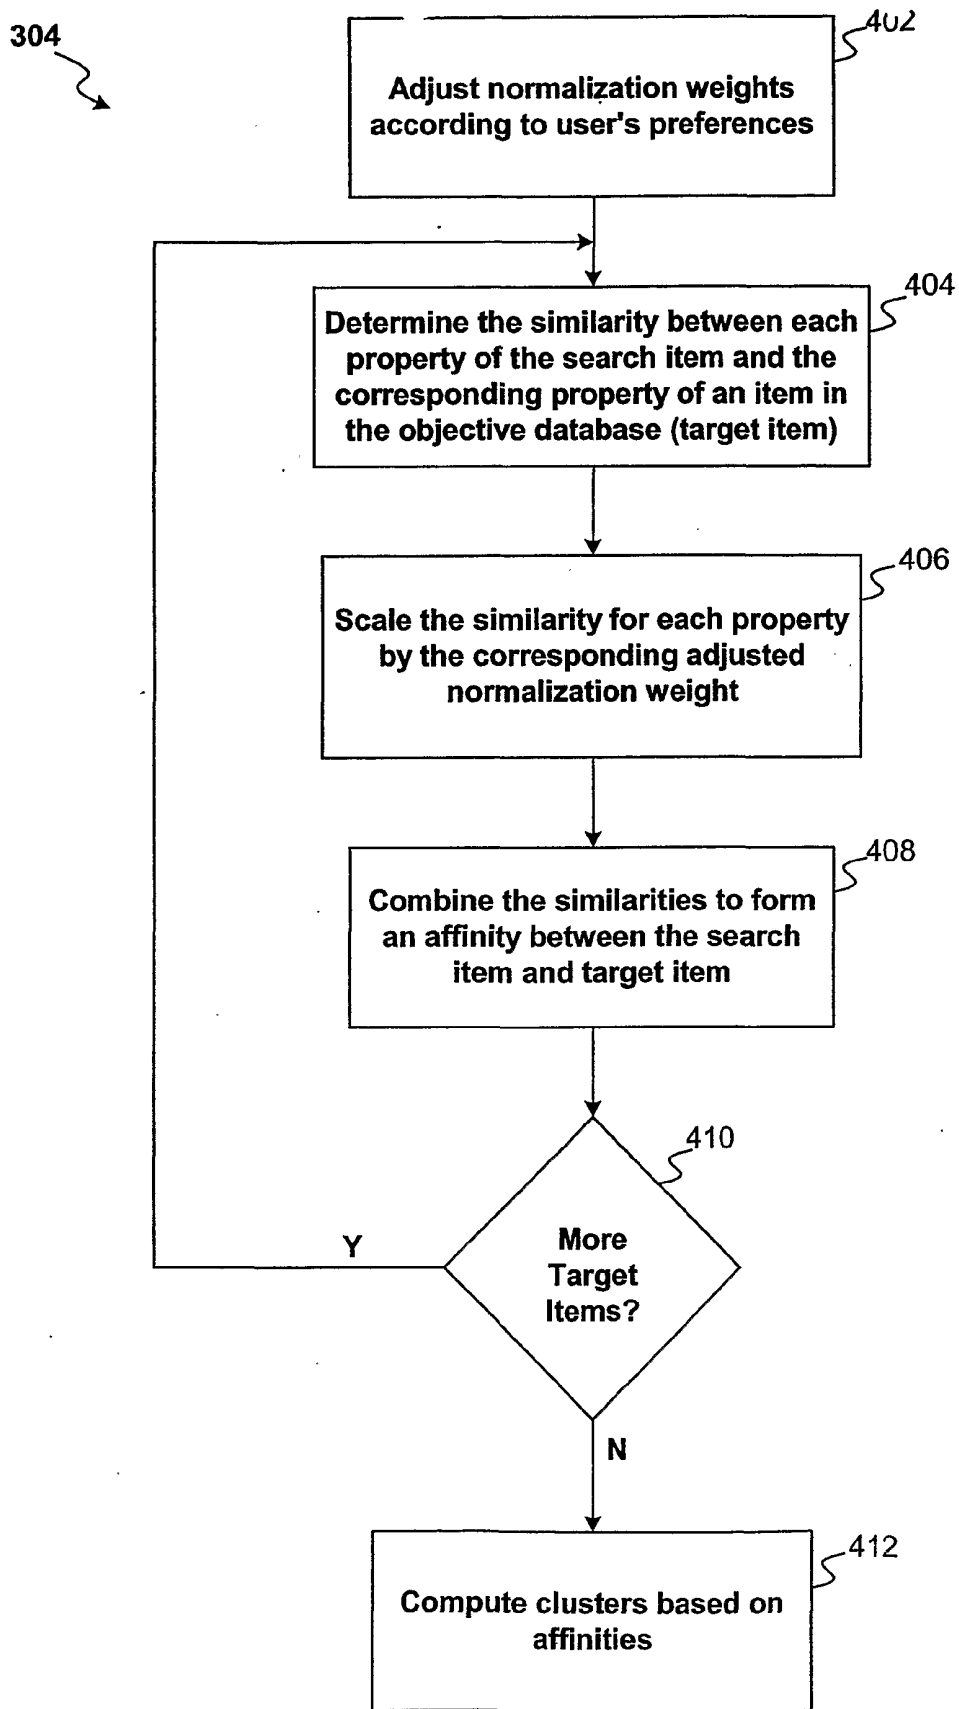 304
402
Adjust normalization weights
according to user's preferences
404
Determine the similarity between each
property of the search item and the
corresponding property of an item in
the objective database (target item)
406
Scale the similarity for each property
by the corresponding adjusted
normalization weight
408
Combine the similarities to form
an affinity between the search
item and target item
410
More
Target
Items?
Y
N
412
Compute clusters based on
affinities